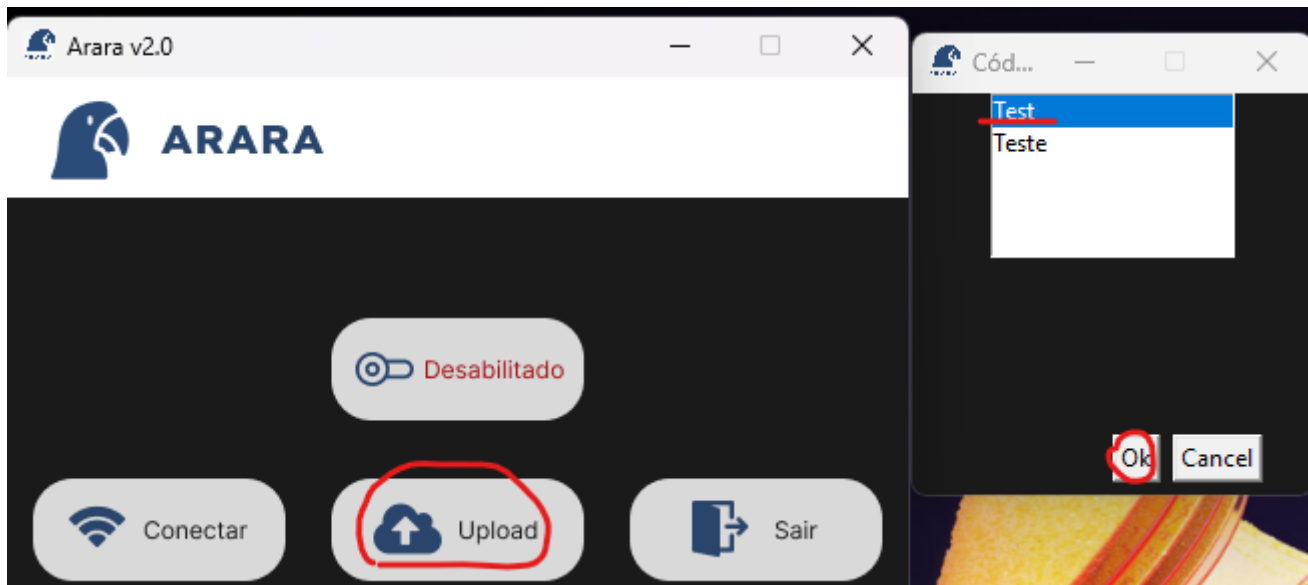 Arara v2.0
ARARA
Desabilitado
Conectar
Upload
Sair
Cód...
Test
Teste
Ok
Cancel